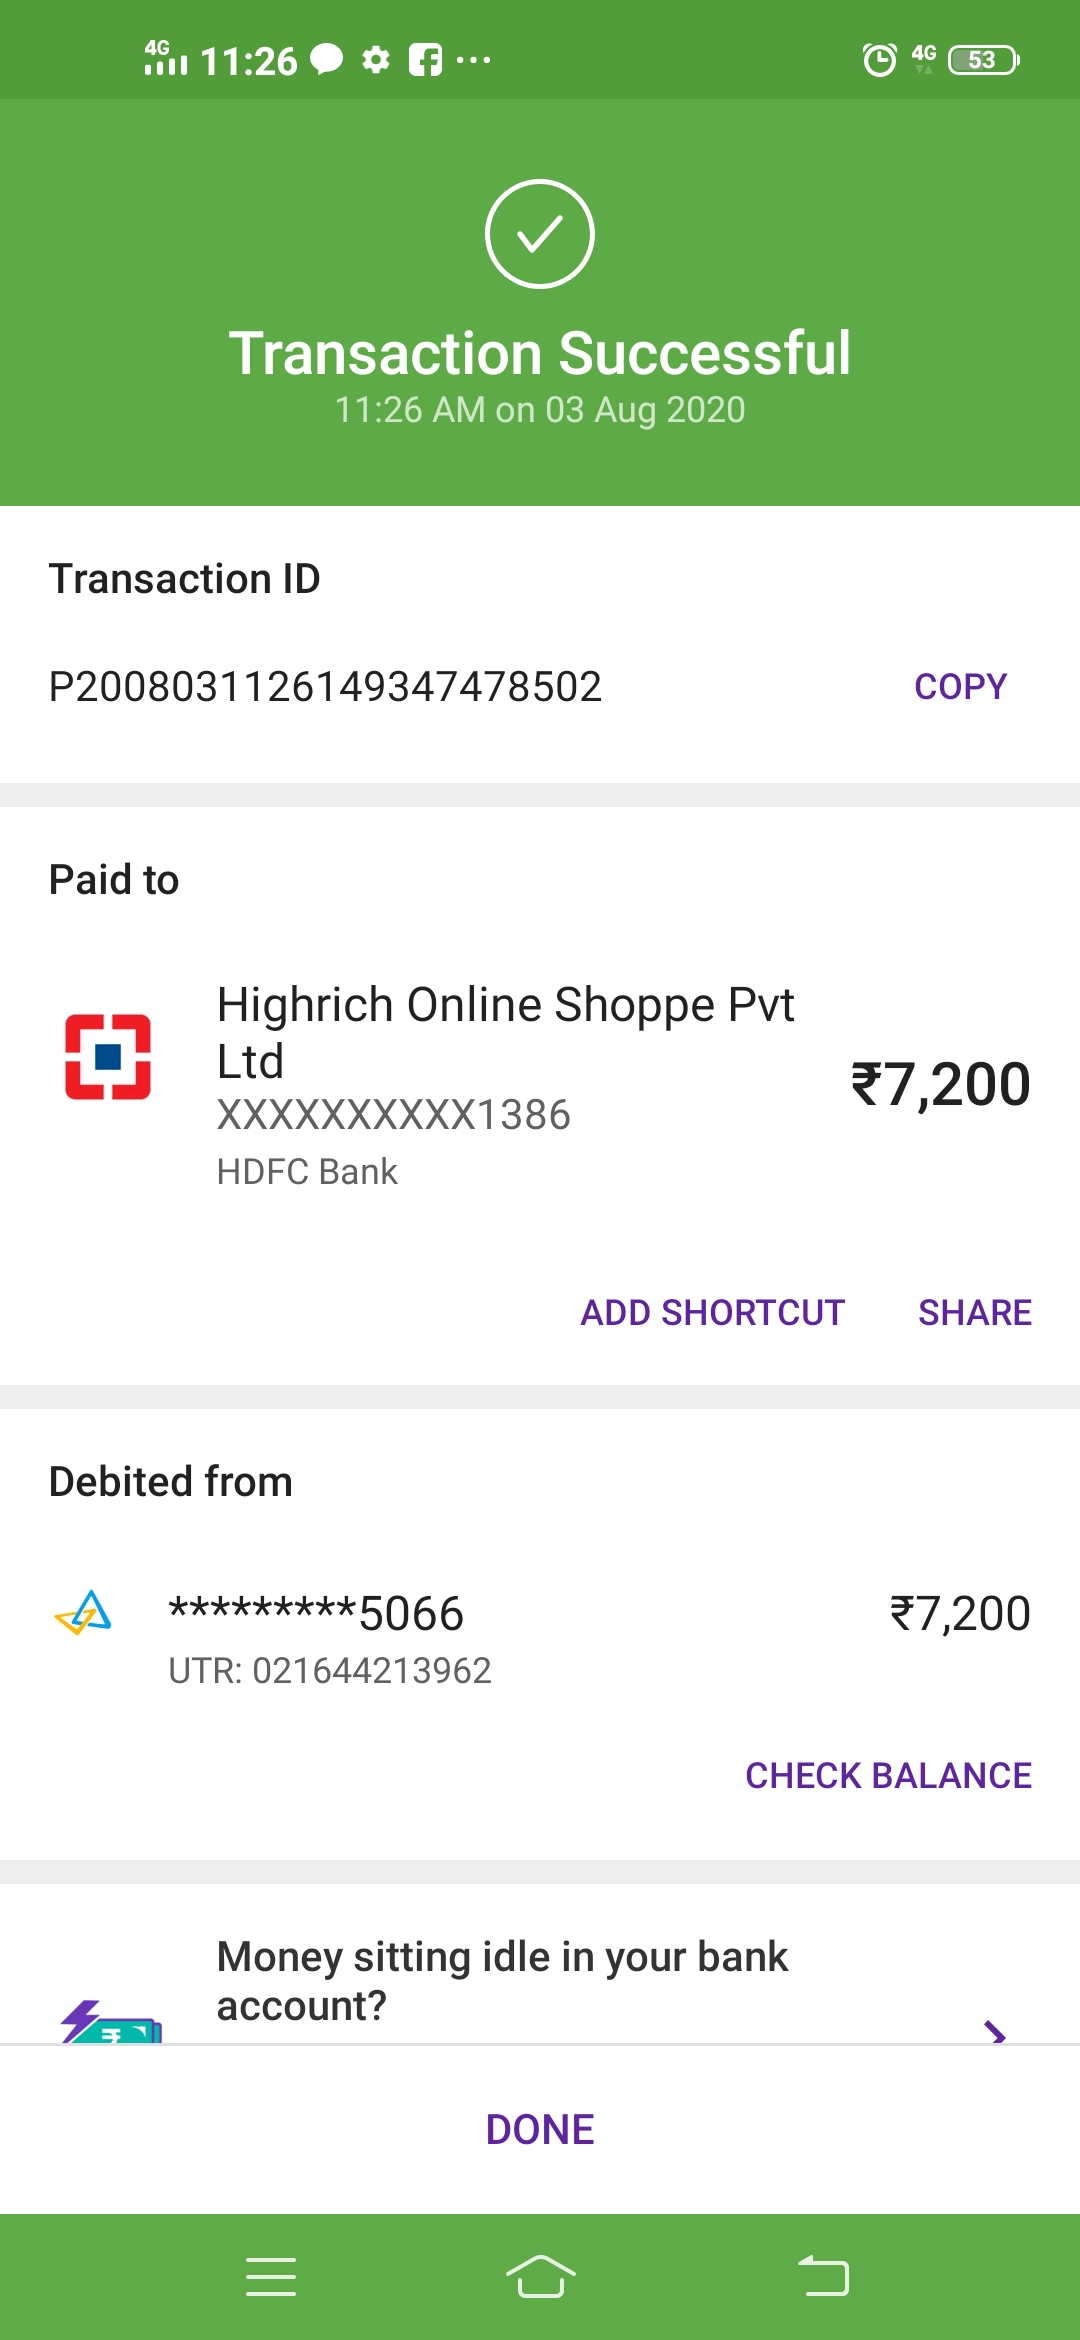 4G 11:26 ... 4G 53
Transaction Successful
11:26 AM on 03 Aug 2020
Transaction ID
P2008031126149347478502 COPY
Paid to
Highrich Online Shoppe Pvt
Ltd
₹7,200
XXXXXXXXXX1386
HDFC Bank
ADD SHORTCUT SHARE
Debited from
*********5066 ₹7,200
UTR: 021644213962
CHECK BALANCE
Money sitting idle in your bank
account?
DONE